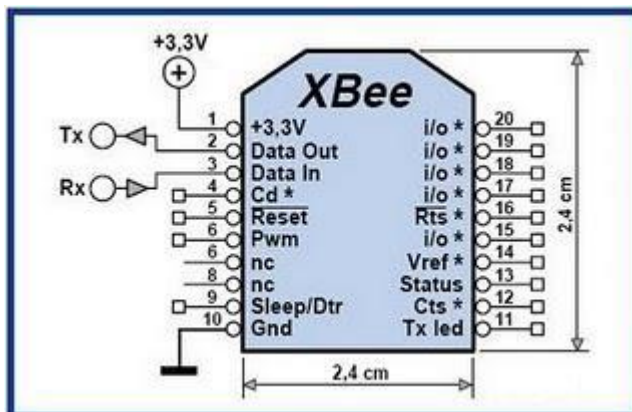 +3,3V
XBee
1 +3,3V i/o * 20
Tx 2 Data Out i/o * 19
3 Data In i/o * 18
Rx 4 Cd * i/o * 17
5 Reset Rts * 16
6 Pwm i/o * 15
6 nc Vref * 14
8 nc Status 13
9 Sleep/Dtr Cts * 12
10 Gnd Tx led 11
2,4 cm
2,4 cm